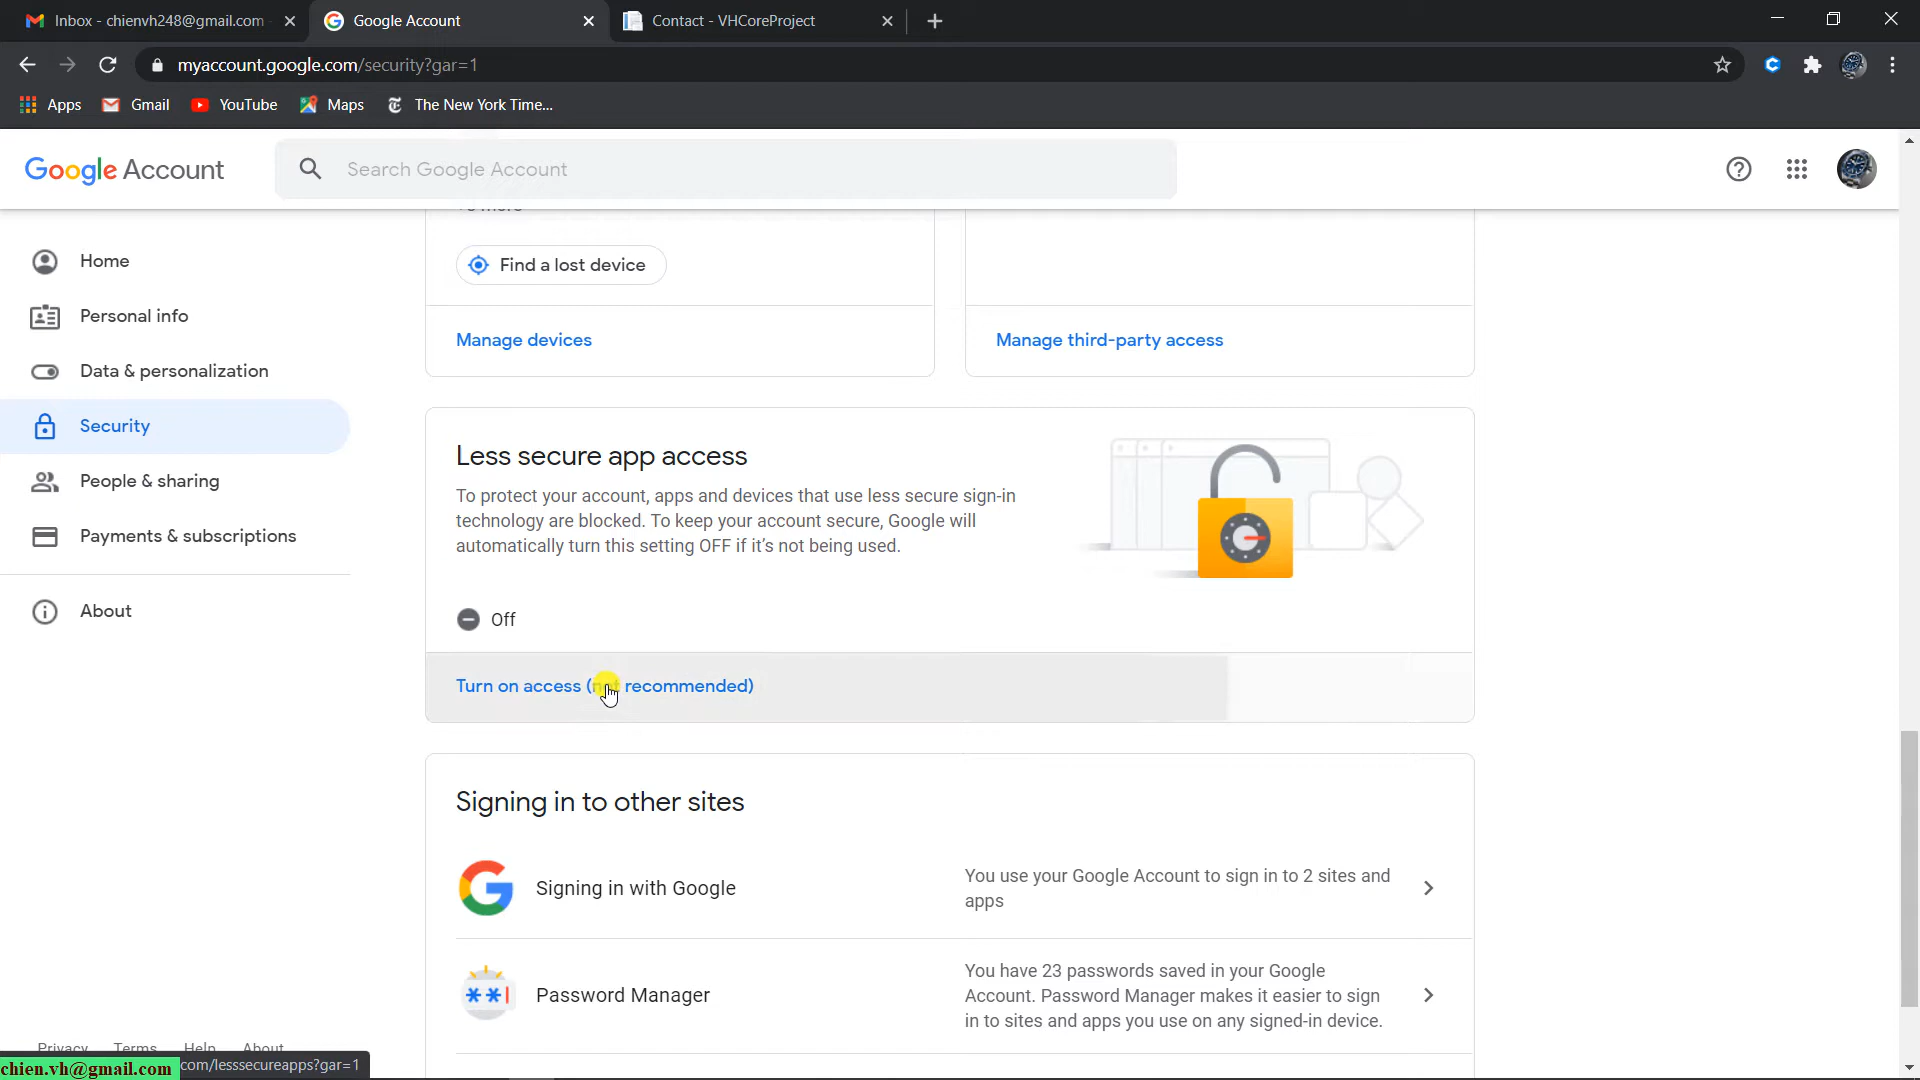 Inbox - chienvh248@gmail.com
Google Account
Contact - VHCoreProject
myaccount.google.com/security?gar=1
Apps
Gmail
YouTube
Maps
The New York Time...
Google Account
Search Google Account
Home
Personal info
Data & personalization
Security
People & sharing
Payments & subscriptions
About
Find a lost device
Manage devices
Manage third-party access
Less secure app access
To protect your account, apps and devices that use less secure sign-in
technology are blocked. To keep your account secure, Google will
automatically turn this setting OFF if it's not being used.
Off
Turn on access (not recommended)
Signing in to other sites
Signing in with Google
You use your Google Account to sign in to 2 sites and
apps
Password Manager
You have 23 passwords saved in your Google
Account. Password Manager makes it easier to sign
in to sites and apps you use on any signed-in device.
Privacy Terms Help About
chien.vh@gmail.com
com/lesssecureapps?gar=1